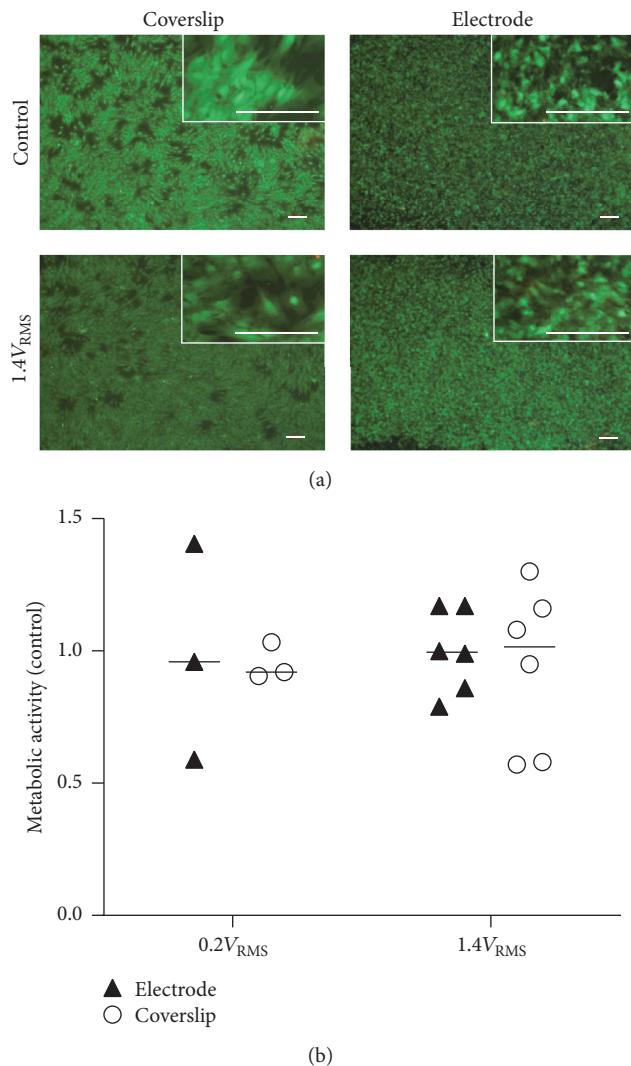 Coverslip
Electrode
Control
1.4V_RMS
(a)
Metabolic activity (control)
1.5
1.0
0.5
0.0
0.2V_RMS
1.4V_RMS
Electrode
Coverslip
(b)